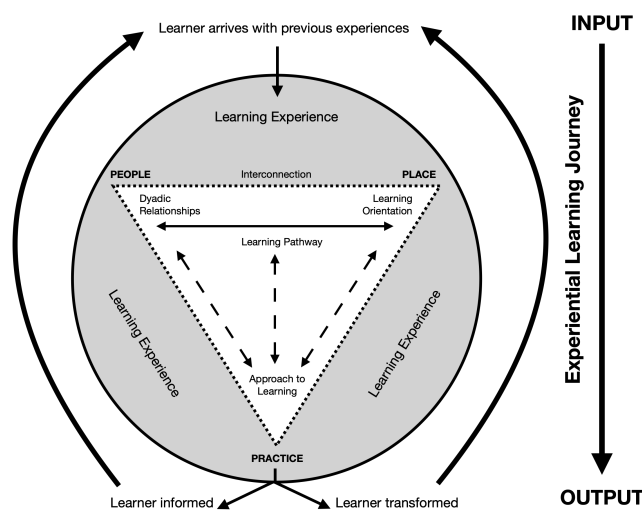 Learner arrives with previous experiences
INPUT
Learning Experience
PEOPLE
Interconnection
PLACE
Dyadic
Relationships
Learning
Orientation
Learning Pathway
Learning Experience
Learning Experience
Experiential Learning Journey
Approach to
Learning
PRACTICE
Learner informed
Learner transformed
OUTPUT